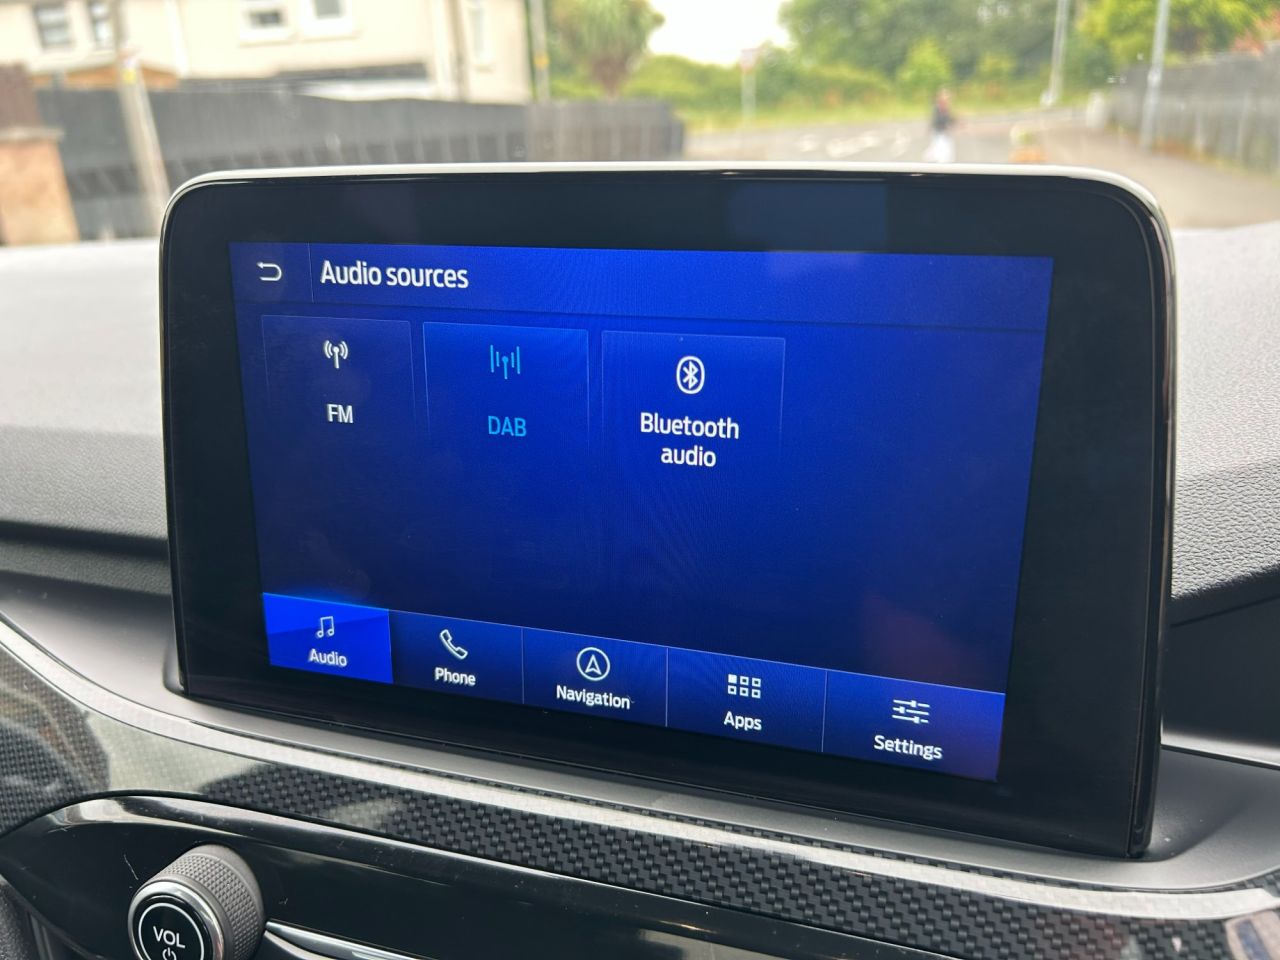 Audio sources
FM
DAB
Bluetooth
audio
Audio
Phone
Navigation
Apps
Settings
VOL